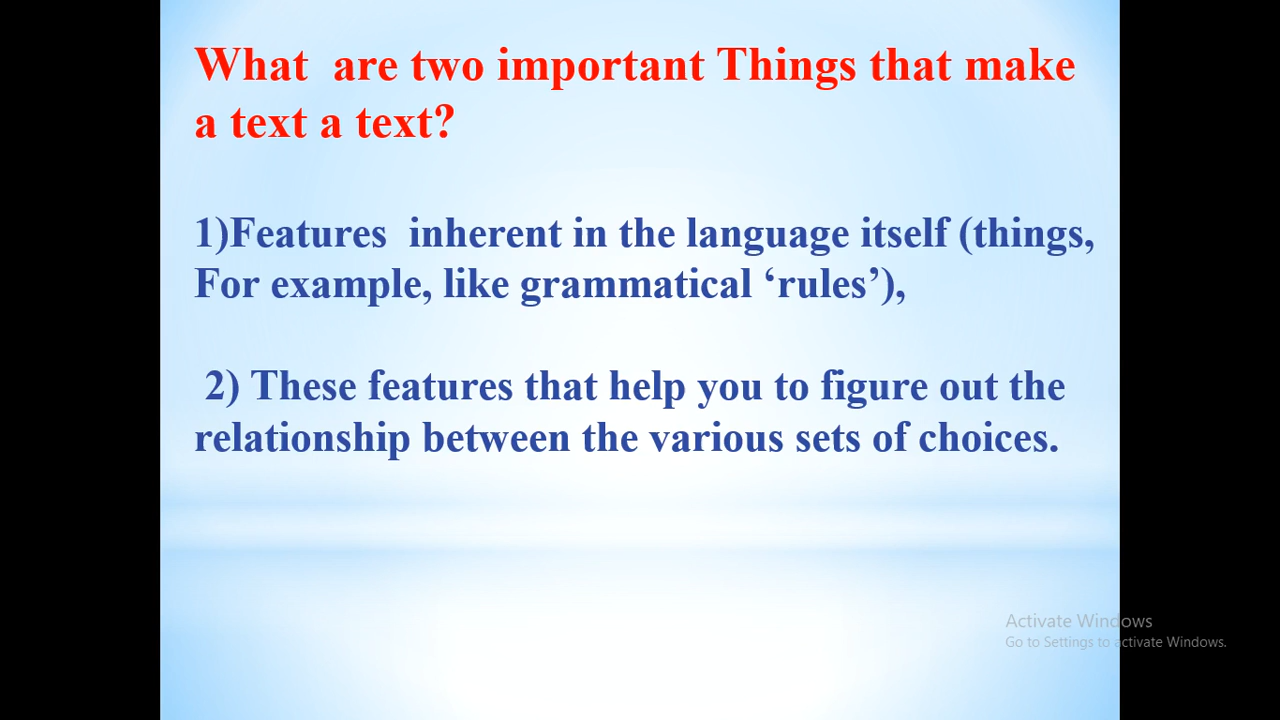 What  are two important Things that make
a text a text?
1)Features  inherent in the language itself (things,
For example, like grammatical ‘rules’),
2) These features that help you to figure out the
relationship between the various sets of choices.
Activate Windows
Go to Settings to activate Windows.